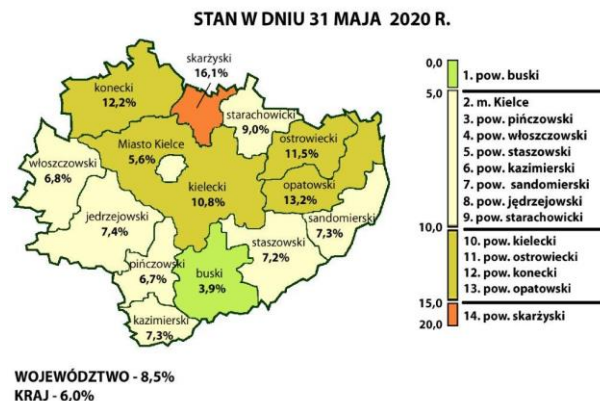 STAN W DNIU 31 MAJA 2020 R.
skarżyski
16,1%
konecki
12,2%
starachowicki
9,0%
ostrowiecki
11,5%
Miasto Kielce
5,6%
włoszczowski
6,8%
kielecki
10,8%
opatowski
13,2%
jędrzejowski
7,4%
sandomierski
7,3%
staszowski
7,2%
pińczowski
6,7%
buski
3,9%
kazimierski
7,3%
0,0
1. pow. buski
5,0
2. m. Kielce
3. pow. pińczowski
4. pow. włoszczowski
5. pow. staszowski
6. pow. kazimierski
7. pow. sandomierski
8. pow. jędrzejowski
9. pow. starachowicki
10,0
10. pow. kielecki
11. pow. ostrowiecki
12. pow. konecki
13. pow. opatowski
15,0
14. pow. skarżyski
20,0
WOJEWÓDZTWO - 8,5%
KRAJ - 6,0%